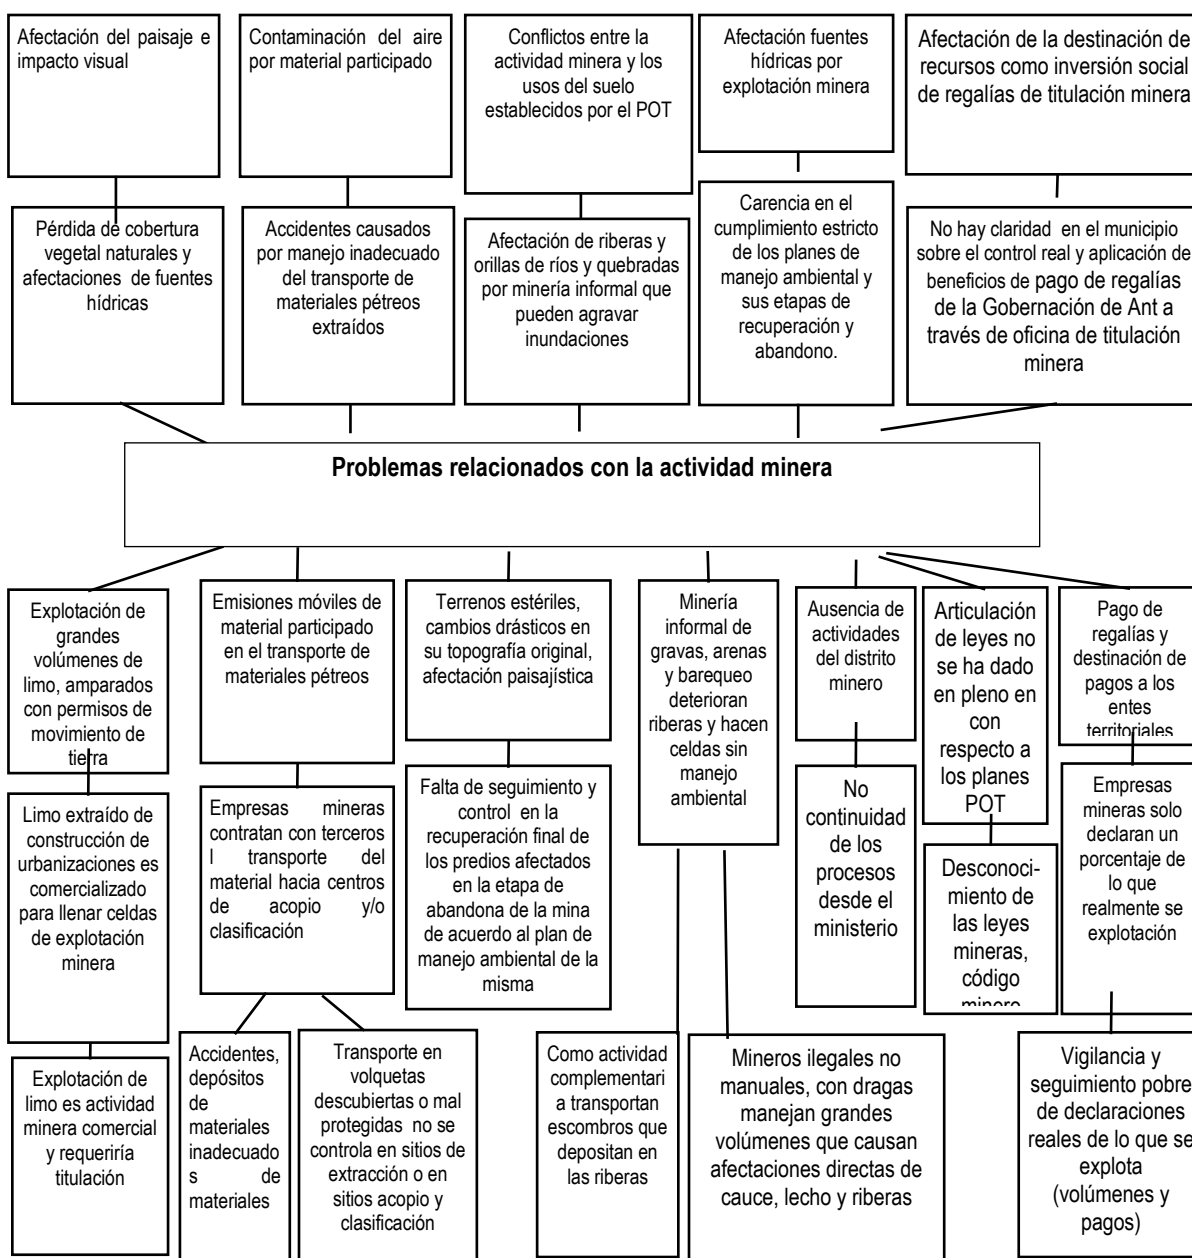 Afectación del paisaje e
impacto visual
Contaminación del aire
por material participado
Conflictos entre la
actividad minera y los
usos del suelo
establecidos por el POT
Afectación fuentes
hídricas por
explotación minera
Afectación de la destinación de
recursos como inversión social
de regalías de titulación minera
Pérdida de cobertura
vegetal naturales y
afectaciones de fuentes
hídricas
Accidentes causados
por manejo inadecuado
del transporte de
materiales pétreos
extraídos
Afectación de riberas y
orillas de ríos y quebradas
por minería informal que
pueden agravar
inundaciones
Carencia en el
cumplimiento estricto
de los planes de
manejo ambiental y
sus etapas de
recuperación y
abandono.
No hay claridad en el municipio
sobre el control real y aplicación de
beneficios de pago de regalías
de la Gobernación de Ant a
través de oficina de titulación
minera
Problemas relacionados con la actividad minera
Explotación de
grandes
volúmenes de
limo, amparados
con permisos de
movimiento de
tierra
Emisiones móviles de
material participado
en el transporte de
materiales pétreos
Terrenos estériles,
cambios drásticos en
su topografía original,
afectación paisajística
Minería
informal de
gravas, arenas
y barequeo
deterioran
riberas y hacen
celdas sin
manejo
ambiental
Ausencia de
actividades
del distrito
minero
Articulación
de leyes no
se ha dado
en pleno en
con
respecto a
los planes
POT
Pago de
regalías y
destinación de
pagos a los
entes
territoriales
Limo extraído de
construcción de
urbanizaciones es
comercializado
para llenar celdas
de explotación
minera
Empresas mineras
contratan con terceros
l transporte del
material hacia centros
de acopio y/o
clasificación
Falta de seguimiento y
control en la
recuperación final de
los predios afectados
en la etapa de
abandona de la mina
de acuerdo al plan de
manejo ambiental de la
misma
No
continuidad
de los
procesos
desde el
ministerio
Desconoci-
miento de
las leyes
mineras,
código
minero
Empresas
mineras solo
declaran un
porcentaje de
lo que
realmente se
explotación
Explotación de
limo es actividad
minera comercial
y requeriría
titulación
Accidentes,
depósitos
de
materiales
inadecuado
s de
materiales
Transporte en
volquetas
descubiertas o mal
protegidas no se
controla en sitios de
extracción o en
sitios acopio y
clasificación
Como actividad
complementari
a transportan
escombros que
depositan en
las riberas
Mineros ilegales no
manuales, con dragas
manejan grandes
volúmenes que causan
afectaciones directas de
cauce, lecho y riberas
Vigilancia y
seguimiento pobre
de declaraciones
reales de lo que se
explota
(volúmenes y
pagos)